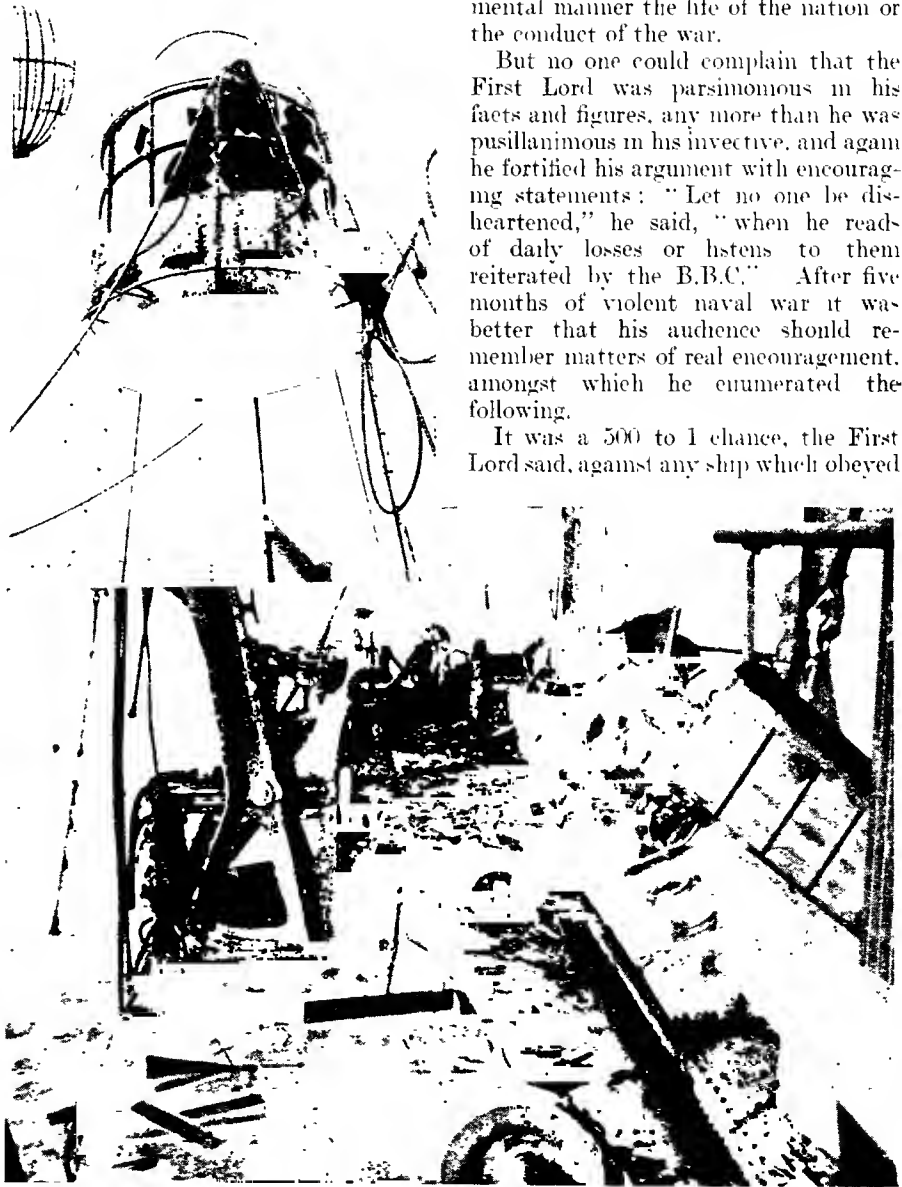 mental manner the life of the nation or
the conduct of the war.
But no one could complain that the
First Lord was parsimonious in his
facts and figures, any more than he was
pusillanimous in his invective, and again
he fortified his argument with encourag-
ing statements : " Let no one be dis-
heartened," he said, " when he reads
of daily losses or listens to them
reiterated by the B.B.C." After five
months of violent naval war it was
better that his audience should re-
member matters of real encouragement,
amongst which he enumerated the
following.
It was a 500 to 1 chance, the First
Lord said, against any ship which obeyed